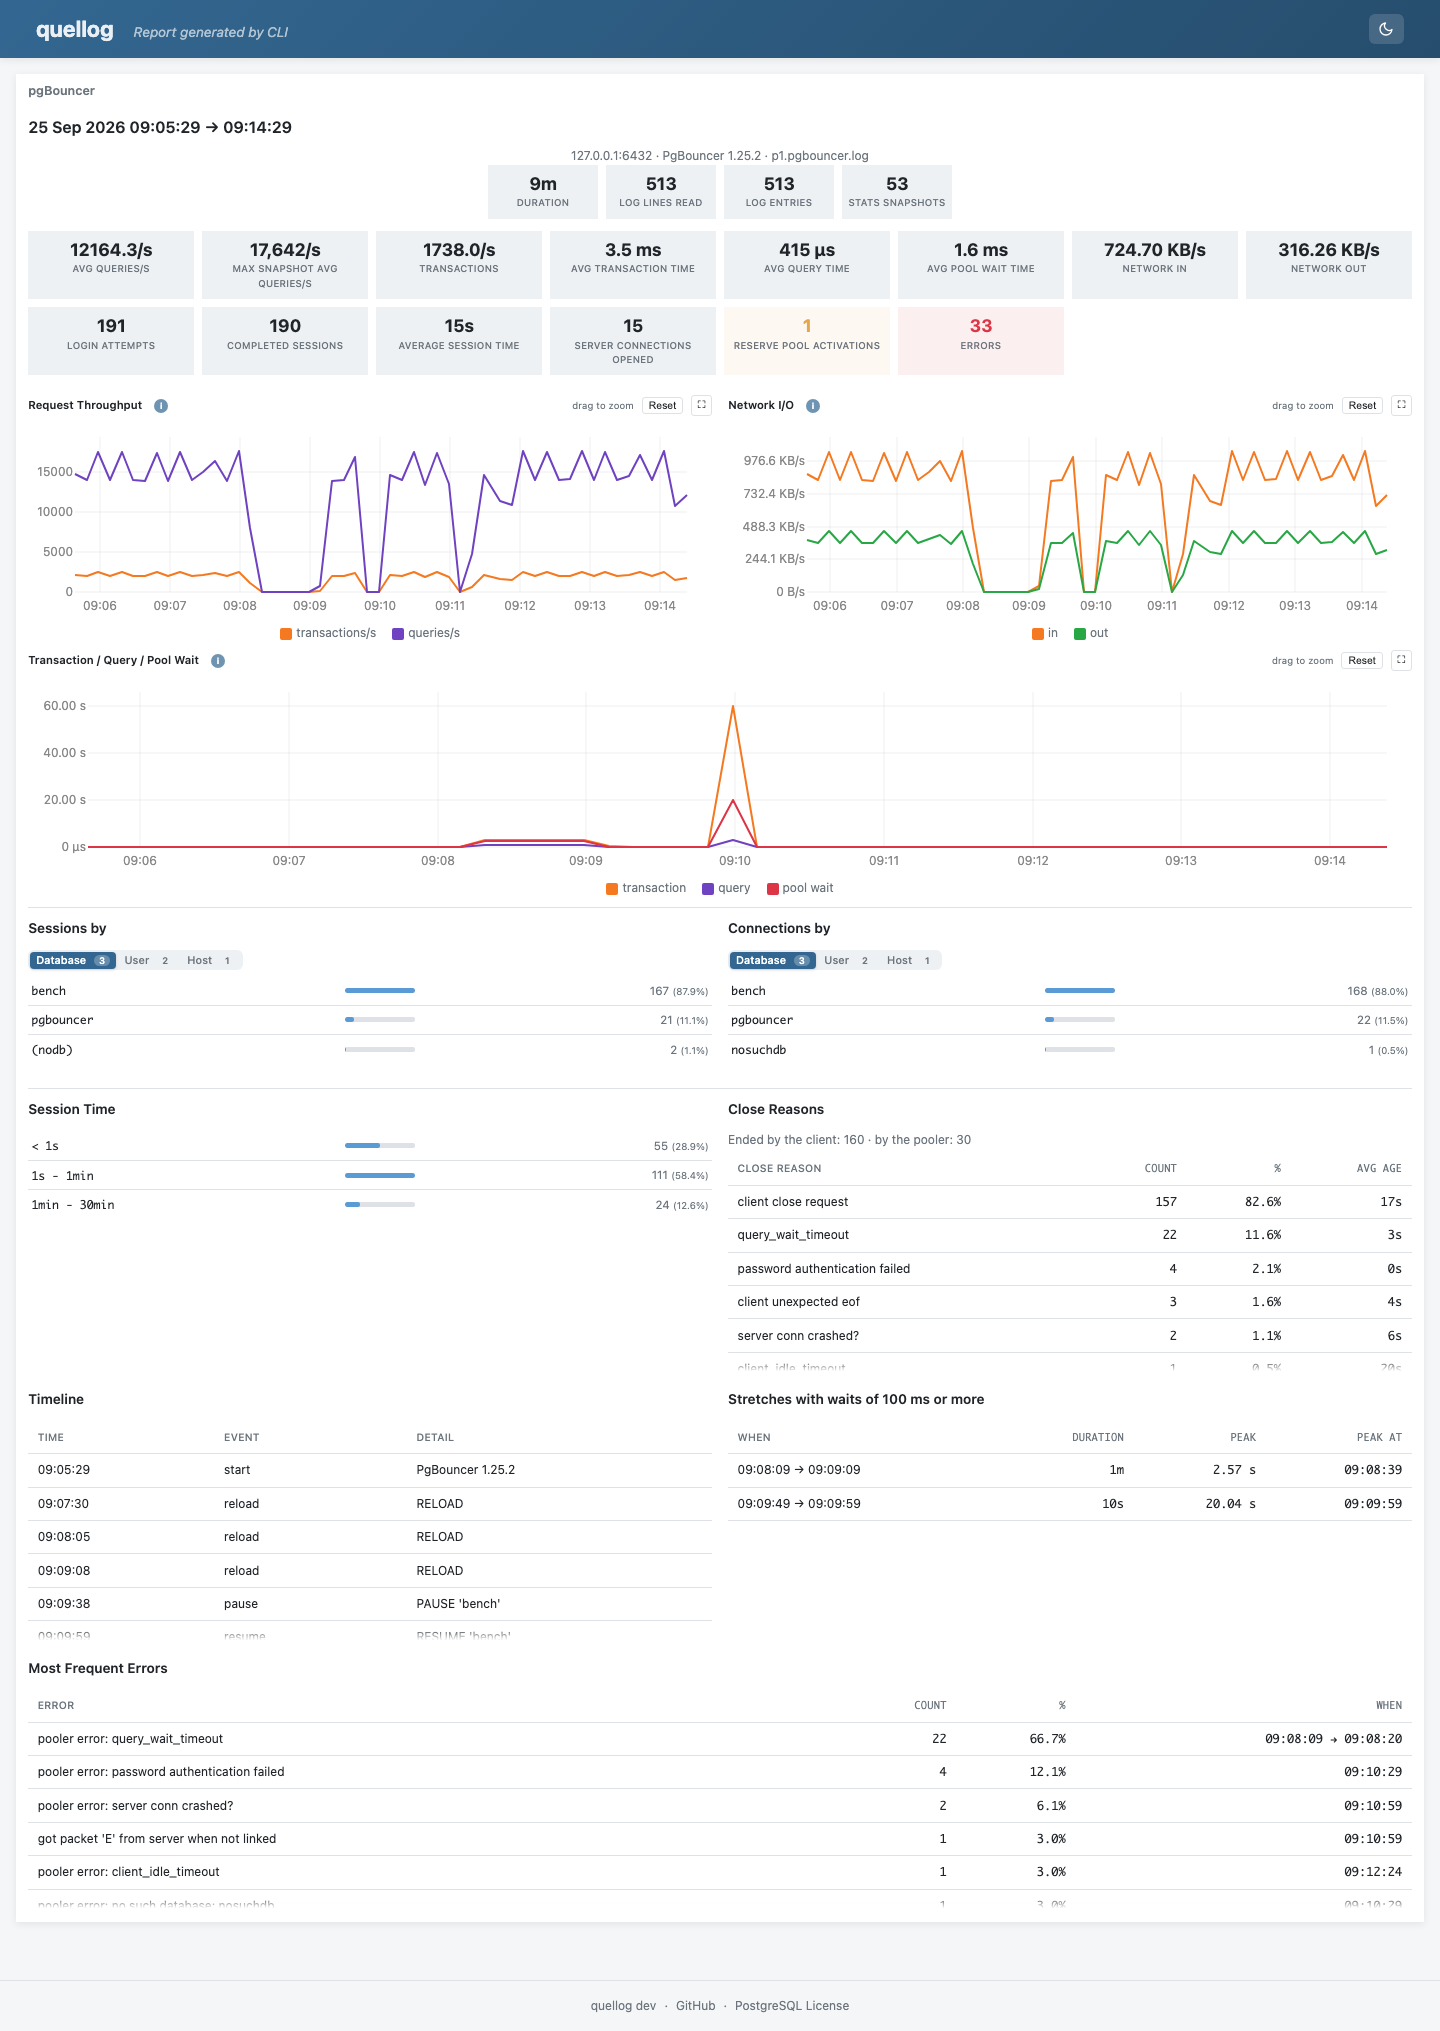 quellog Report generated by CLI
pgBouncer
25 Sep 2026 09:05:29 → 09:14:29
127.0.0.1:6432 · PgBouncer 1.25.2 · p1.pgbouncer.log
9m 513 513 53
DURATION LOG LINES READ LOG ENTRIES STATS SNAPSHOTS
12164.3/s 17,642/s 1738.0/s 3.5 ms 415 µs 1.6 ms 724.70 KB/s 316.26 KB/s
AVG QUERIES/S MAX SNAPSHOT AVG QUERIES/S TRANSACTIONS AVG TRANSACTION TIME AVG QUERY TIME AVG POOL WAIT TIME NETWORK IN NETWORK OUT
191 190 15s 15 1 33
LOGIN ATTEMPTS COMPLETED SESSIONS AVERAGE SESSION TIME SERVER CONNECTIONS OPENED RESERVE POOL ACTIVATIONS ERRORS
Request Throughput i drag to zoom Reset
15000
10000
5000
0
09:06 09:07 09:08 09:09 09:10 09:11 09:12 09:13 09:14
transactions/s queries/s
Network I/O i drag to zoom Reset
976.6 KB/s
732.4 KB/s
488.3 KB/s
244.1 KB/s
0 B/s
09:06 09:07 09:08 09:09 09:10 09:11 09:12 09:13 09:14
in out
Transaction / Query / Pool Wait i drag to zoom Reset
60.00 s
40.00 s
20.00 s
0 µs
09:06 09:07 09:08 09:09 09:10 09:11 09:12 09:13 09:14
transaction query pool wait
Sessions by
Database 3 User 2 Host 1
bench 167 (87.9%)
pgbouncer 21 (11.1%)
(nodb) 2 (1.1%)
Connections by
Database 3 User 2 Host 1
bench 168 (88.0%)
pgbouncer 22 (11.5%)
nosuchdb 1 (0.5%)
Session Time
< 1s 55 (28.9%)
1s - 1min 111 (58.4%)
1min - 30min 24 (12.6%)
Close Reasons
Ended by the client: 160 · by the pooler: 30
CLOSE REASON COUNT % AVG AGE
client close request 157 82.6% 17s
query_wait_timeout 22 11.6% 3s
password authentication failed 4 2.1% 0s
client unexpected eof 3 1.6% 4s
server conn crashed? 2 1.1% 6s
client_idle_timeout 1 0.5% 20s
Timeline
TIME EVENT DETAIL
09:05:29 start PgBouncer 1.25.2
09:07:30 reload RELOAD
09:08:05 reload RELOAD
09:09:08 reload RELOAD
09:09:38 pause PAUSE 'bench'
09:09:59 resume RESUME 'bench'
Stretches with waits of 100 ms or more
WHEN DURATION PEAK PEAK AT
09:08:09 → 09:09:09 1m 2.57 s 09:08:39
09:09:49 → 09:09:59 10s 20.04 s 09:09:59
Most Frequent Errors
ERROR COUNT % WHEN
pooler error: query_wait_timeout 22 66.7% 09:08:09 → 09:08:20
pooler error: password authentication failed 4 12.1% 09:10:29
pooler error: server conn crashed? 2 6.1% 09:10:59
got packet 'E' from server when not linked 1 3.0% 09:10:59
pooler error: client_idle_timeout 1 3.0% 09:12:24
pooler error: no such database: nosuchdb 1 3.0% 09:10:29
quellog dev · GitHub · PostgreSQL License